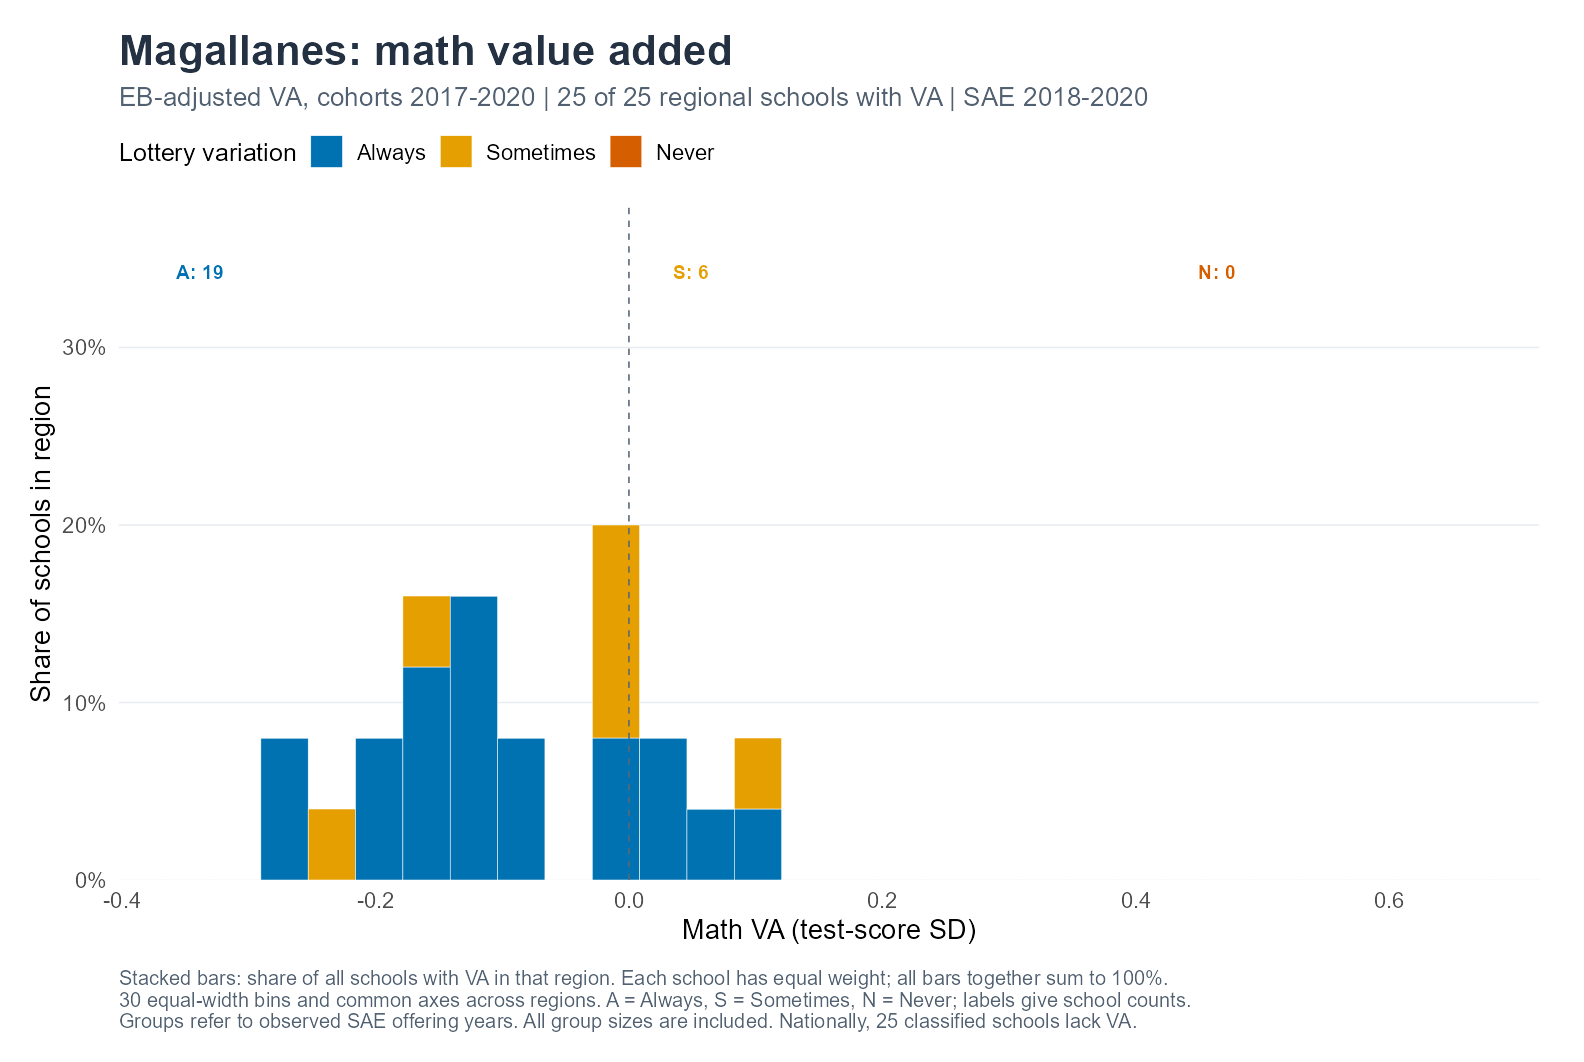 Magallanes: math value added
EB-adjusted VA, cohorts 2017-2020 | 25 of 25 regional schools with VA | SAE 2018-2020
Lottery variation Always Sometimes Never
A: 19 S: 6 N: 0
30%
20%
10%
0%
Share of schools in region
-0.4 -0.2 0.0 0.2 0.4 0.6
Math VA (test-score SD)
Stacked bars: share of all schools with VA in that region. Each school has equal weight; all bars together sum to 100%.
30 equal-width bins and common axes across regions. A = Always, S = Sometimes, N = Never; labels give school counts.
Groups refer to observed SAE offering years. All group sizes are included. Nationally, 25 classified schools lack VA.